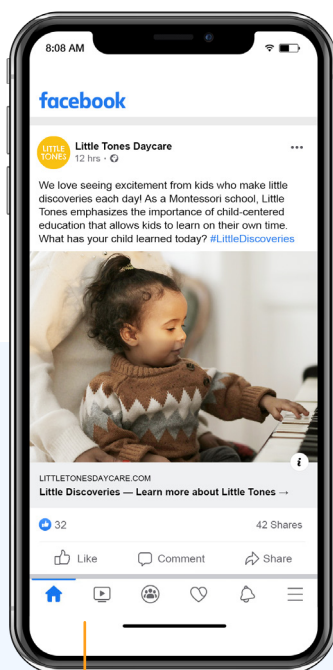 8:08 AM
facebook
LITTLE
TONES
Little Tones Daycare
12 hrs ·
We love seeing excitement from kids who make little
discoveries each day! As a Montessori school, Little
Tones emphasizes the importance of child-centered
education that allows kids to learn on their own time.
What has your child learned today? #LittleDiscoveries
i
LITTLETONESDAYCARE.COM
Little Discoveries — Learn more about Little Tones →
32
42 Shares
Like
Comment
Share